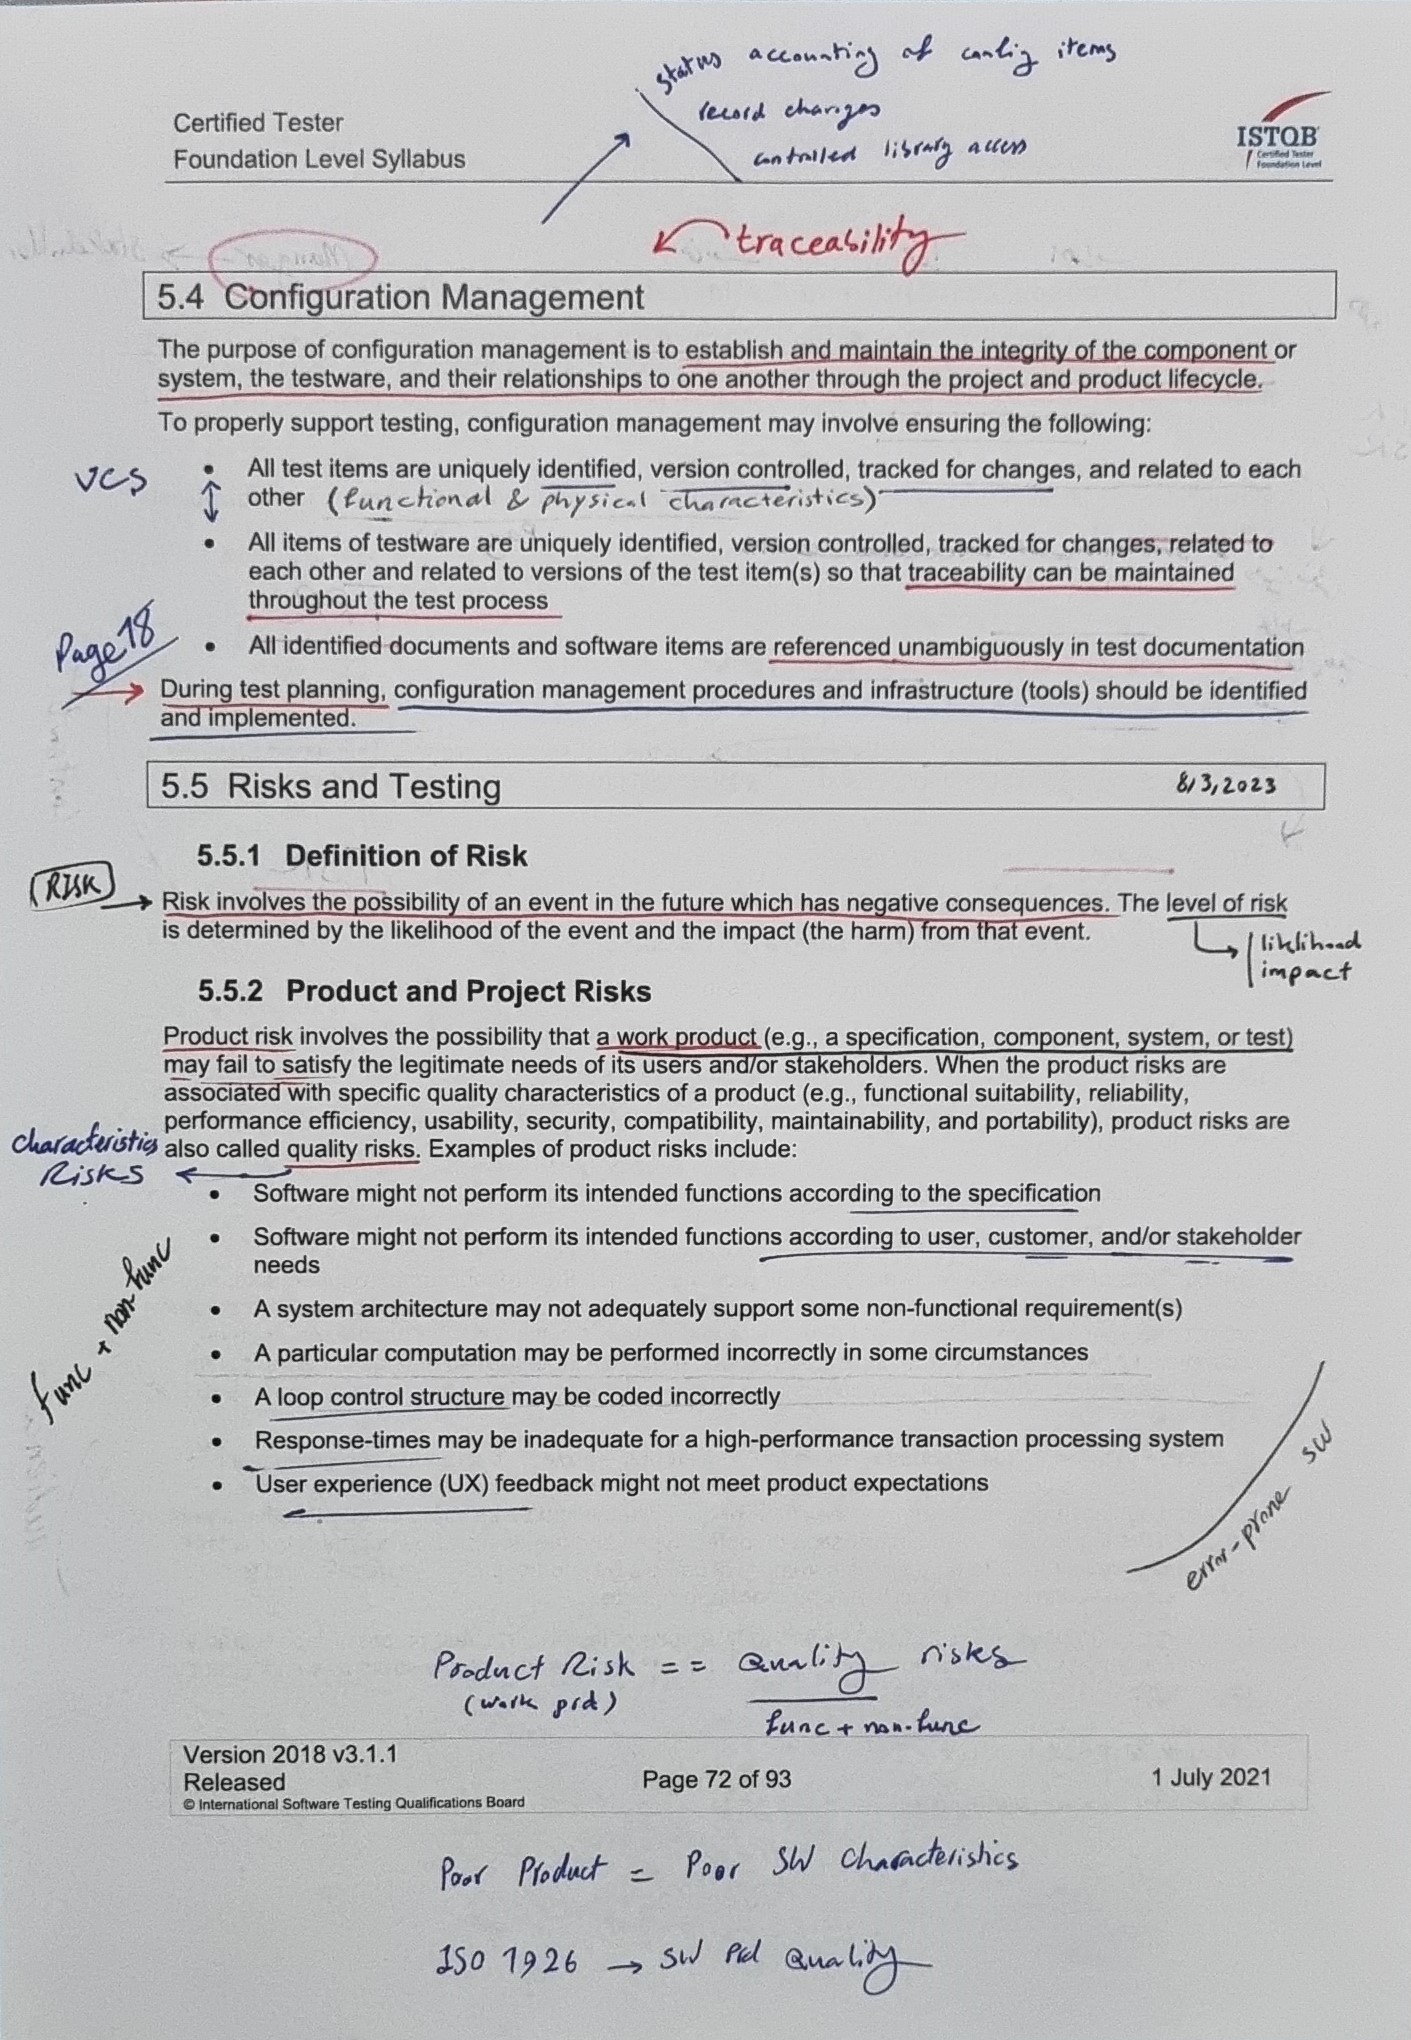 status accounting of config items
record changes
controlled library access
Certified Tester
Foundation Level Syllabus
ISTQB
Certified Tester
Foundation Level
traceability
5.4 Configuration Management
The purpose of configuration management is to establish and maintain the integrity of the component or
system, the testware, and their relationships to one another through the project and product lifecycle.
To properly support testing, configuration management may involve ensuring the following:
VCS
• All test items are uniquely identified, version controlled, tracked for changes, and related to each
other (functional & physical characteristics)
• All items of testware are uniquely identified, version controlled, tracked for changes, related to
each other and related to versions of the test item(s) so that traceability can be maintained
throughout the test process
Page 18
• All identified documents and software items are referenced unambiguously in test documentation
During test planning, configuration management procedures and infrastructure (tools) should be identified
and implemented.
5.5 Risks and Testing
8/3,2023
5.5.1 Definition of Risk
RISK
Risk involves the possibility of an event in the future which has negative consequences. The level of risk
is determined by the likelihood of the event and the impact (the harm) from that event.
liklihood
impact
5.5.2 Product and Project Risks
Product risk involves the possibility that a work product (e.g., a specification, component, system, or test)
may fail to satisfy the legitimate needs of its users and/or stakeholders. When the product risks are
associated with specific quality characteristics of a product (e.g., functional suitability, reliability,
performance efficiency, usability, security, compatibility, maintainability, and portability), product risks are
also called quality risks. Examples of product risks include:
characteristics
Risks
• Software might not perform its intended functions according to the specification
• Software might not perform its intended functions according to user, customer, and/or stakeholder
needs
func + non-func
• A system architecture may not adequately support some non-functional requirement(s)
• A particular computation may be performed incorrectly in some circumstances
• A loop control structure may be coded incorrectly
• Response-times may be inadequate for a high-performance transaction processing system
• User experience (UX) feedback might not meet product expectations
error-prone SW
Product Risk == Quality risks
(work prd)
func + non-func
Version 2018 v3.1.1
Released
© International Software Testing Qualifications Board
Page 72 of 93
1 July 2021
Poor Product = Poor SW Characteristics
ISO 1926 → SW Pd Quality